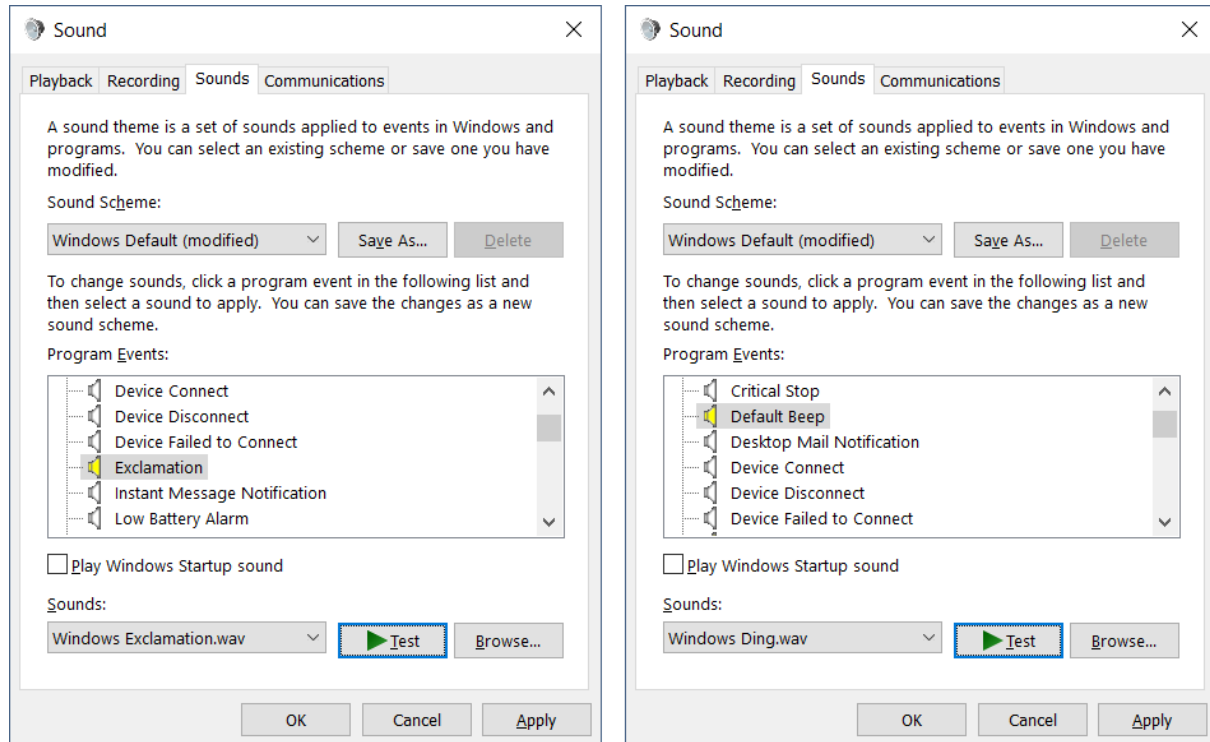 Sound
Playback Recording Sounds Communications
A sound theme is a set of sounds applied to events in Windows and
programs. You can select an existing scheme or save one you have
modified.
Sound Scheme:
Windows Default (modified) Save As... Delete
To change sounds, click a program event in the following list and
then select a sound to apply. You can save the changes as a new
sound scheme.
Program Events:
Device Connect
Device Disconnect
Device Failed to Connect
Exclamation
Instant Message Notification
Low Battery Alarm
Play Windows Startup sound
Sounds:
Windows Exclamation.wav Test Browse...
OK Cancel Apply
Sound
Playback Recording Sounds Communications
A sound theme is a set of sounds applied to events in Windows and
programs. You can select an existing scheme or save one you have
modified.
Sound Scheme:
Windows Default (modified) Save As... Delete
To change sounds, click a program event in the following list and
then select a sound to apply. You can save the changes as a new
sound scheme.
Program Events:
Critical Stop
Default Beep
Desktop Mail Notification
Device Connect
Device Disconnect
Device Failed to Connect
Play Windows Startup sound
Sounds:
Windows Ding.wav Test Browse...
OK Cancel Apply